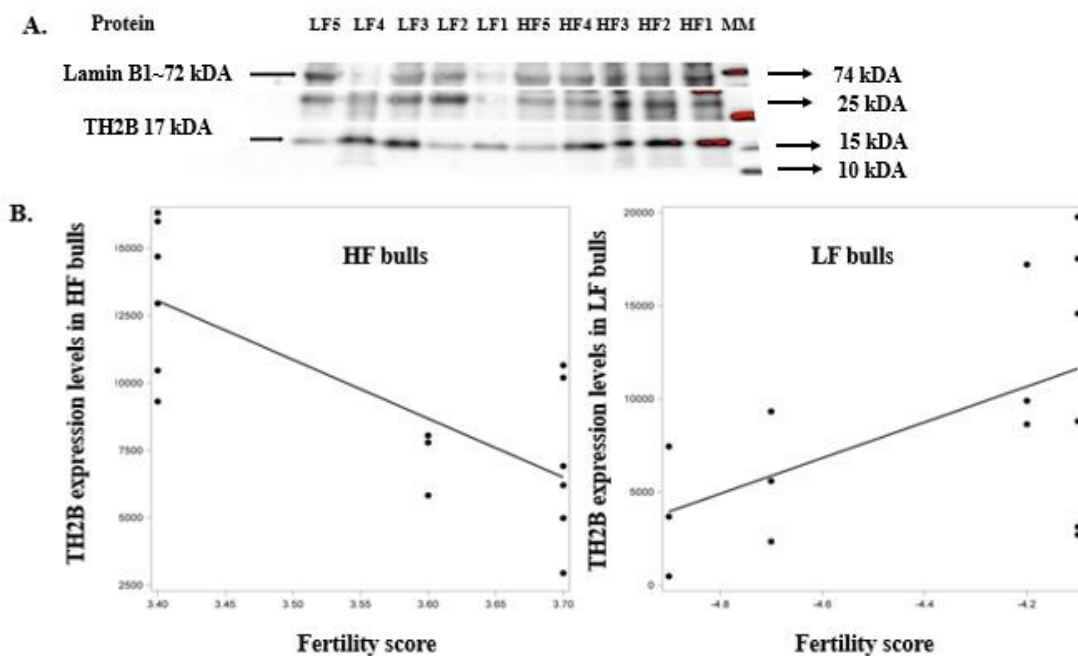 A. Protein LF5 LF4 LF3 LF2 LF1 HF5 HF4 HF3 HF2 HF1 MM
Lamin B1~72 kDA 74 kDA
25 kDA
TH2B 17 kDA 15 kDA
10 kDA
B.
TH2B expression levels in HF bulls
HF bulls
15000
12500
10000
7500
5000
2500
3.40 3.45 3.50 3.55 3.60 3.65 3.70
Fertility score
TH2B expression levels in LF bulls
LF bulls
20000
15000
10000
5000
0
-4.8 -4.6 -4.4 -4.2
Fertility score